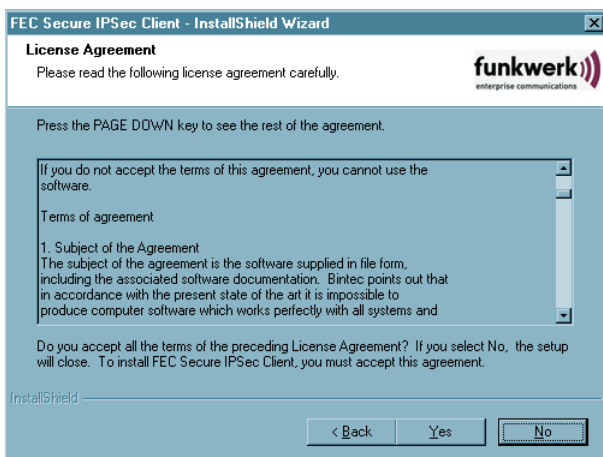 FEC Secure IPSec Client - InstallShield Wizard
License Agreement
Please read the following license agreement carefully.
funkwerk
enterprise communications
Press the PAGE DOWN key to see the rest of the agreement.
If you do not accept the terms of this agreement, you cannot use the
software.
Terms of agreement
1. Subject of the Agreement
The subject of the agreement is the software supplied in file form,
including the associated software documentation. Bintec points out that
in accordance with the present state of the art it is impossible to
produce computer software which works perfectly with all systems and
Do you accept all the terms of the preceding License Agreement? If you select No, the setup
will close. To install FEC Secure IPSec Client, you must accept this agreement.
InstallShield
< Back
Yes
No